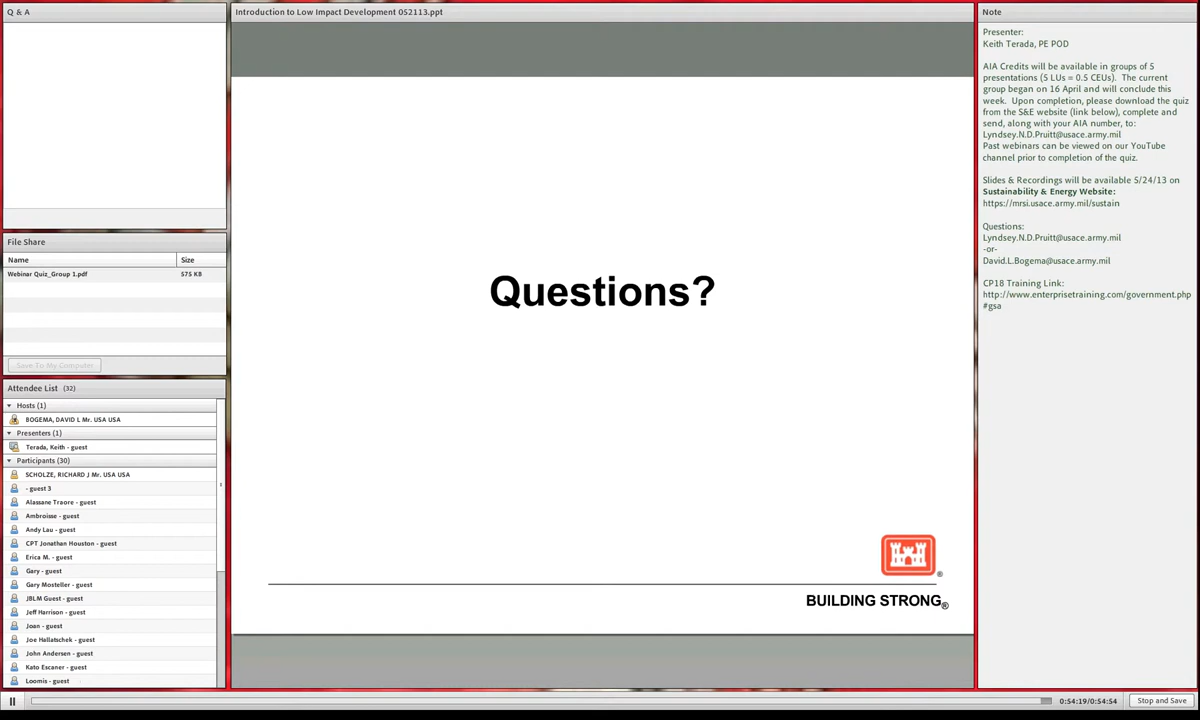 Q & A
File Share
Name Size
Webinar Quiz_Group 1.pdf 575 KB
Save To My Computer
Attendee List (32)
Hosts (1)
BOGEMA, DAVID L Mr. USA USA
Presenters (1)
Terada, Keith - guest
Participants (30)
SCHOLZE, RICHARD J Mr. USA USA
- guest 3
Alassane Traore - guest
Ambroisse - guest
Andy Lau - guest
CPT Jonathan Houston - guest
Erica M. - guest
Gary - guest
Gary Mosteller - guest
JBLM Guest - guest
Jeff Harrison - guest
Joan - guest
Joe Hallatschek - guest
John Andersen - guest
Kato Escaner - guest
Loomis - guest
Introduction to Low Impact Development 052113.ppt
Questions?
®
BUILDING STRONG®
Note
Presenter:
Keith Terada, PE POD
AIA Credits will be available in groups of 5
presentations (5 LUs = 0.5 CEUs). The current
group began on 16 April and will conclude this
week. Upon completion, please download the quiz
from the S&E website (link below), complete and
send, along with your AIA number, to:
Lyndsey.N.D.Pruitt@usace.army.mil
Past webinars can be viewed on our YouTube
channel prior to completion of the quiz.
Slides & Recordings will be available 5/24/13 on
Sustainability & Energy Website:
https://mrsi.usace.army.mil/sustain
Questions:
Lyndsey.N.D.Pruitt@usace.army.mil
-or-
David.L.Bogema@usace.army.mil
CP18 Training Link:
http://www.enterprisetraining.com/government.php
#gsa
0:54:19/0:54:54
Stop and Save